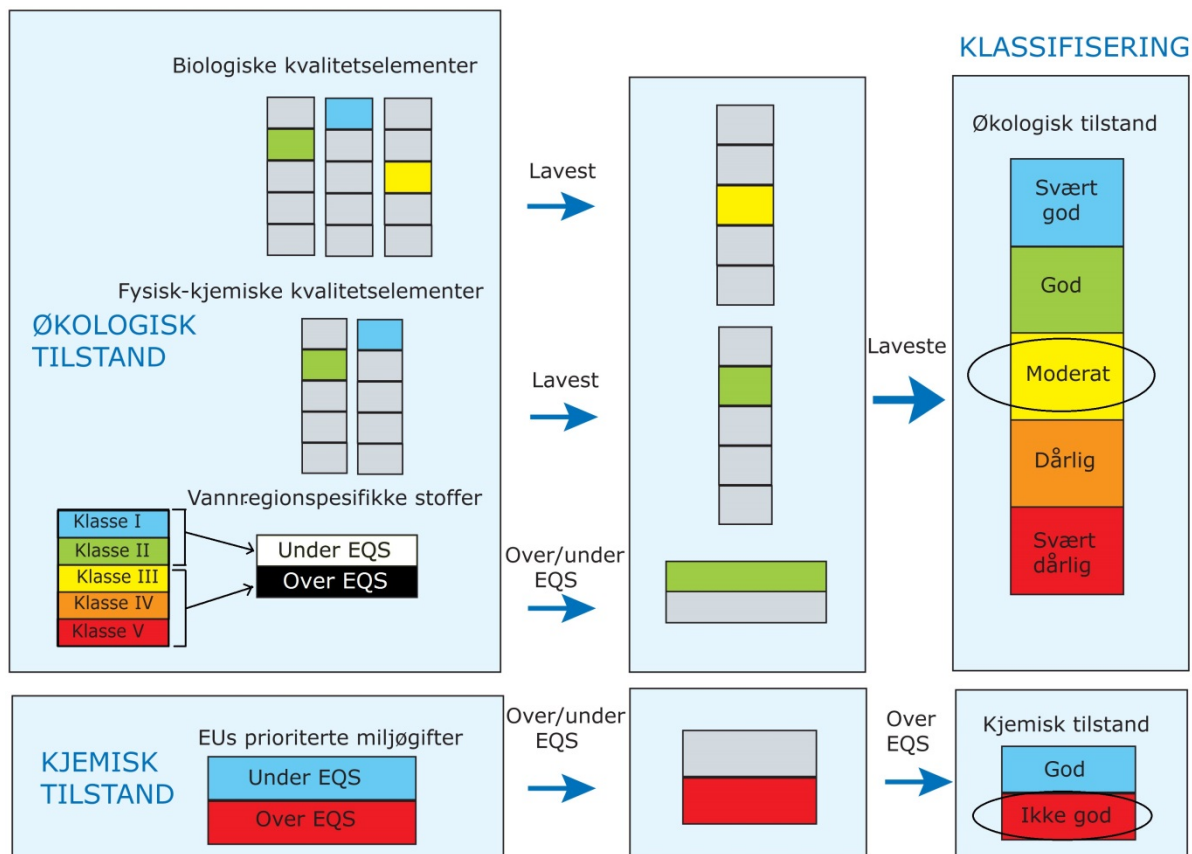 KLASSIFISERING
Biologiske kvalitetselementer
Lavest
Fysisk-kjemiske kvalitetselementer
ØKOLOGISK
TILSTAND
Lavest
Vannregionspesifikke stoffer
Klasse I
Klasse II
Klasse III
Klasse IV
Klasse V
Under EQS
Over EQS
Over/under
EQS
Laveste
Økologisk tilstand
Svært
god
God
Moderat
Dårlig
Svært
dårlig
KJEMISK
TILSTAND
EUs prioriterte miljøgifter
Under EQS
Over EQS
Over/under
EQS
Over
EQS
Kjemisk tilstand
God
Ikke god